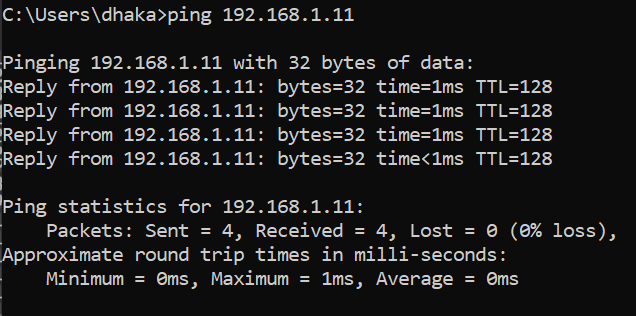 C:\Users\dhaka>ping 192.168.1.11
Pinging 192.168.1.11 with 32 bytes of data:
Reply from 192.168.1.11: bytes=32 time=1ms TTL=128
Reply from 192.168.1.11: bytes=32 time=1ms TTL=128
Reply from 192.168.1.11: bytes=32 time=1ms TTL=128
Reply from 192.168.1.11: bytes=32 time<1ms TTL=128
Ping statistics for 192.168.1.11:
    Packets: Sent = 4, Received = 4, Lost = 0 (0% loss),
Approximate round trip times in milli-seconds:
    Minimum = 0ms, Maximum = 1ms, Average = 0ms